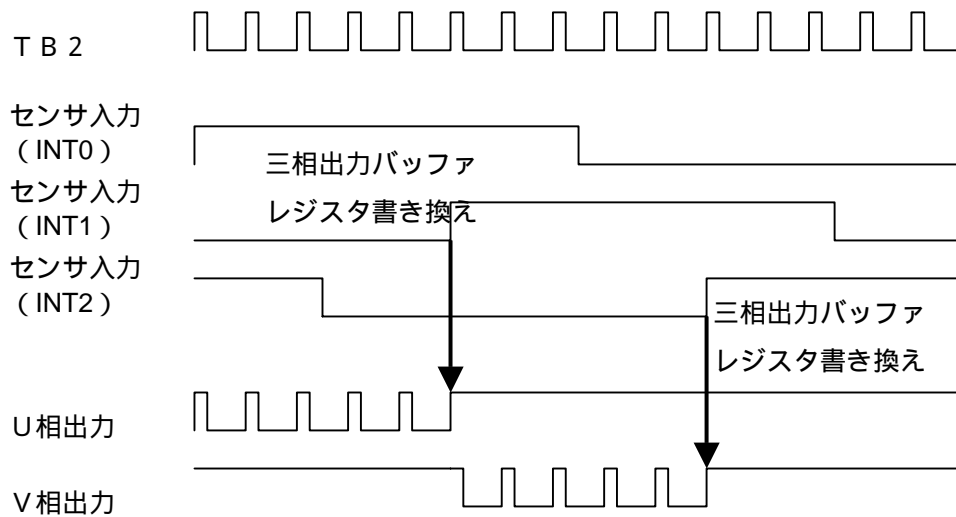 ＴＢ２
センサ入力
（INT0）
三相出力バッファ
レジスタ書き換え
センサ入力
（INT1）
センサ入力
（INT2）
三相出力バッファ
レジスタ書き換え
Ｕ相出力
Ｖ相出力